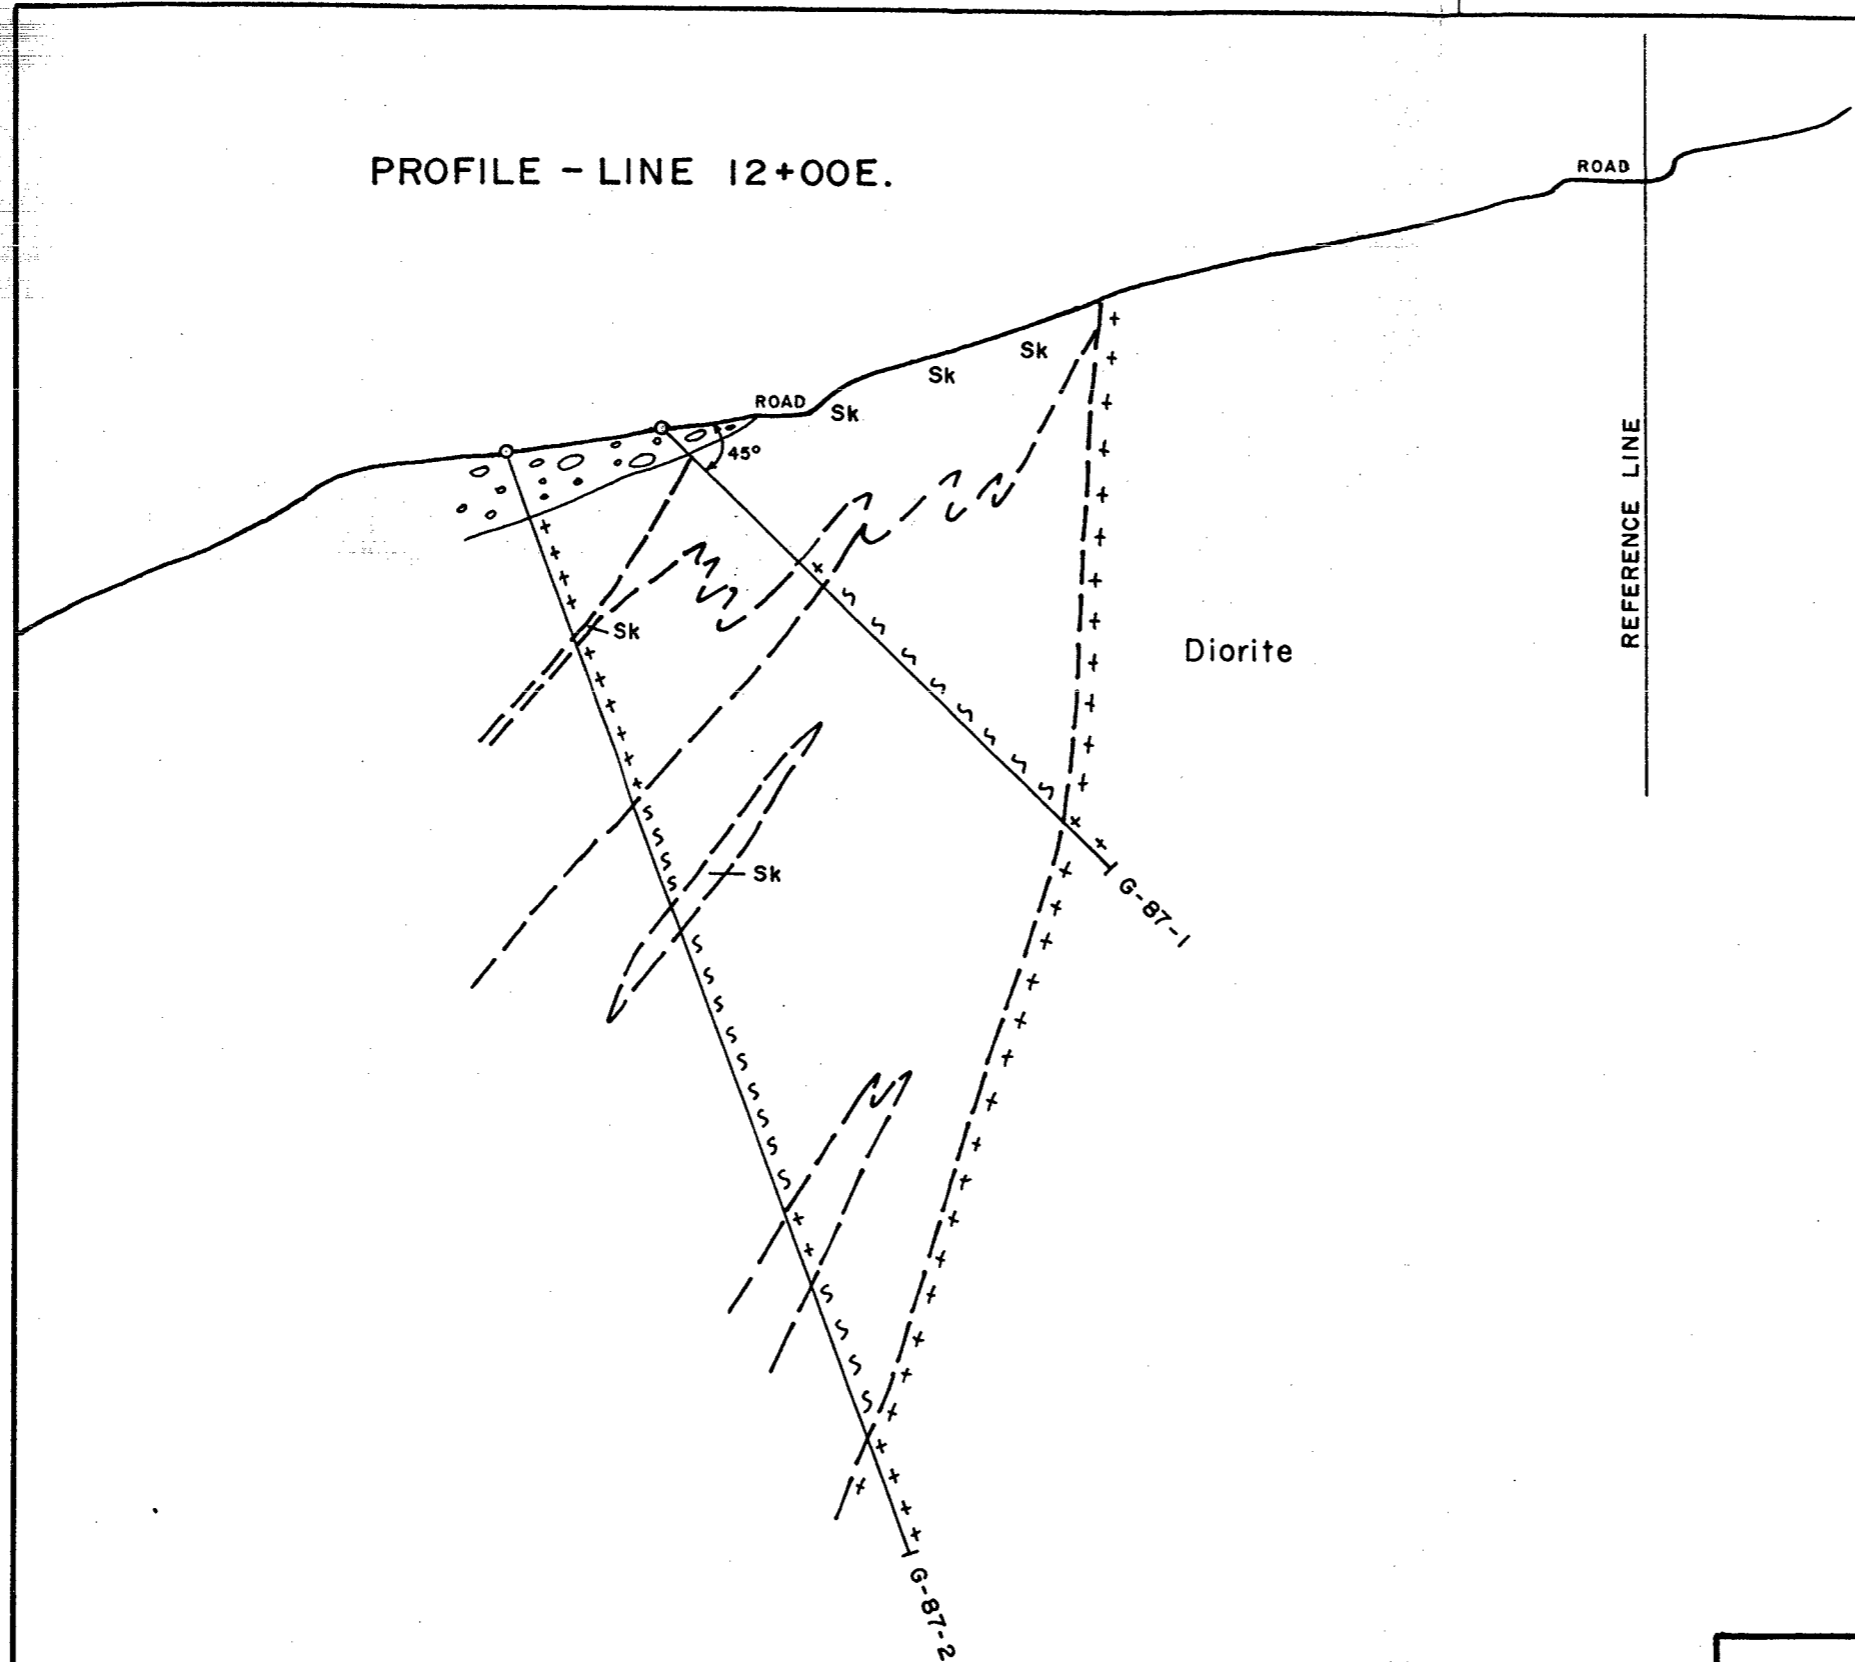 PROFILE - LINE 12+00E.
ROAD
Sk
Sk
ROAD
Sk
45°
REFERENCE LINE
Sk
Diorite
Sk
G-87-1
G-87-2